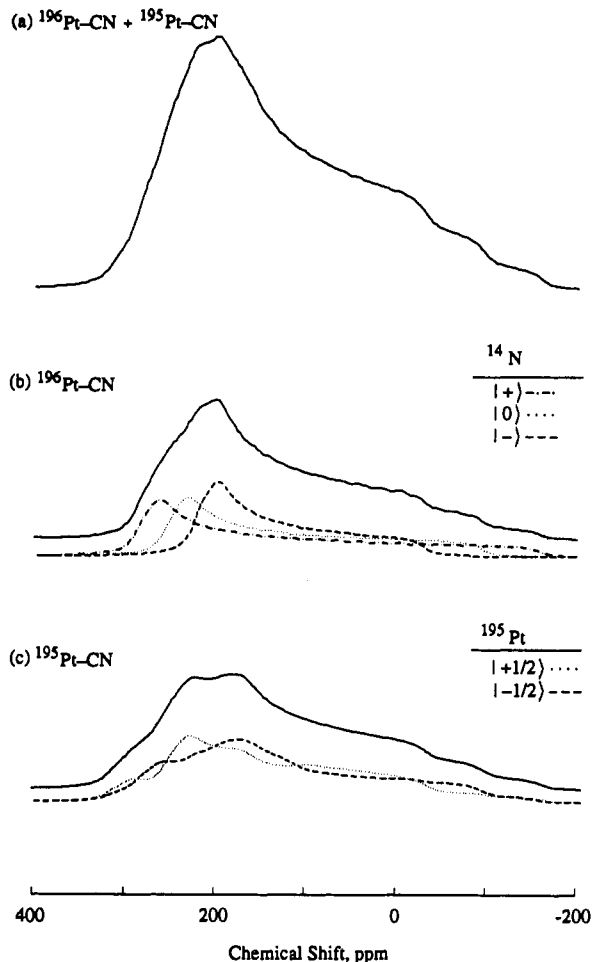 (a) ¹⁹⁶Pt–CN + ¹⁹⁵Pt–CN
(b) ¹⁹⁶Pt–CN
¹⁴N
|+⟩
|0⟩
|−⟩
(c) ¹⁹⁵Pt–CN
¹⁹⁵Pt
|+1/2⟩
|−1/2⟩
400 200 0 -200
Chemical Shift, ppm